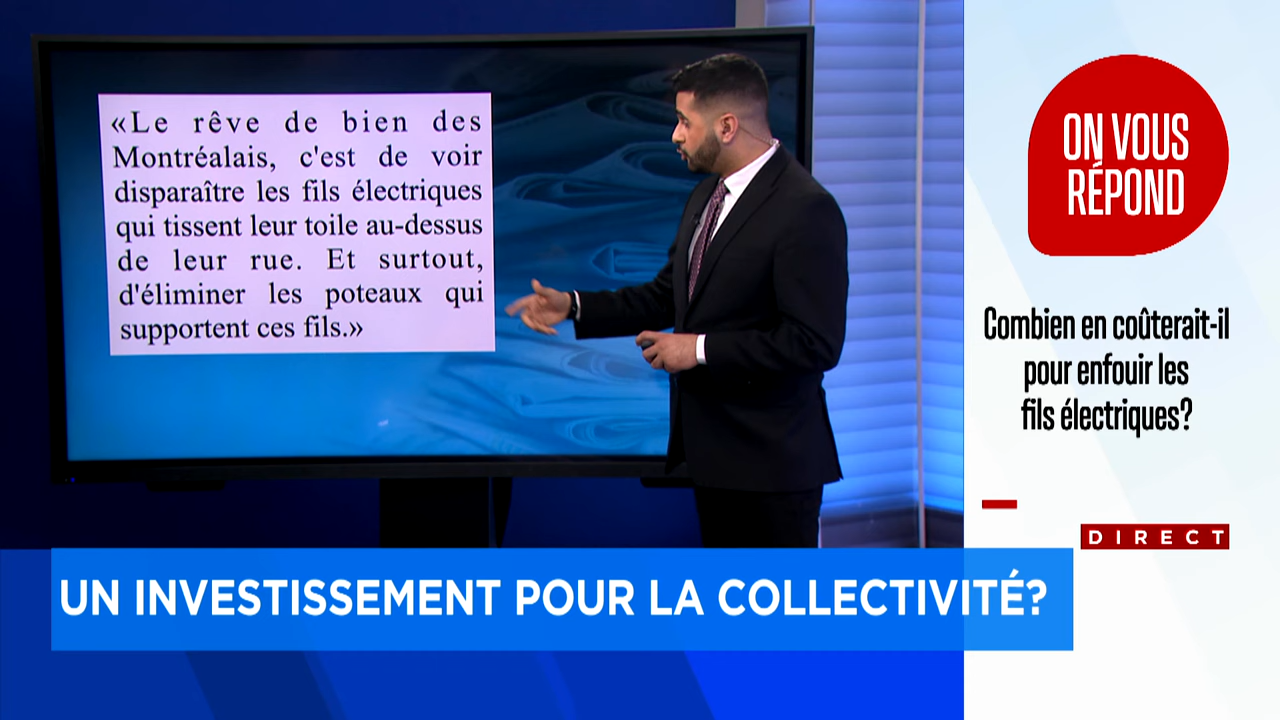 «Le rêve de bien des
Montréalais, c'est de voir
disparaître les fils électriques
qui tissent leur toile au-dessus
de leur rue. Et surtout,
d'éliminer les poteaux qui
supportent ces fils.»
ON VOUS
RÉPOND
Combien en coûterait-il
pour enfouir les
fils électriques?
DIRECT
UN INVESTISSEMENT POUR LA COLLECTIVITÉ?